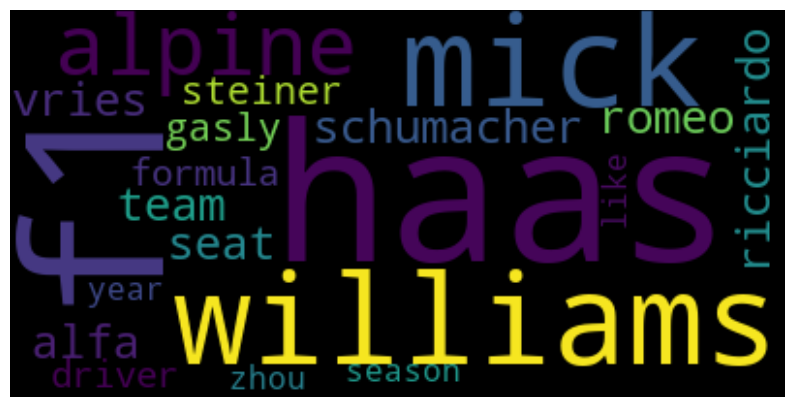 alpine
mick
vries
steiner
gasly
schumacher
romeo
ricciardo
f1
formula
haas
like
team
seat
year
williams
alfa
driver
zhou
season